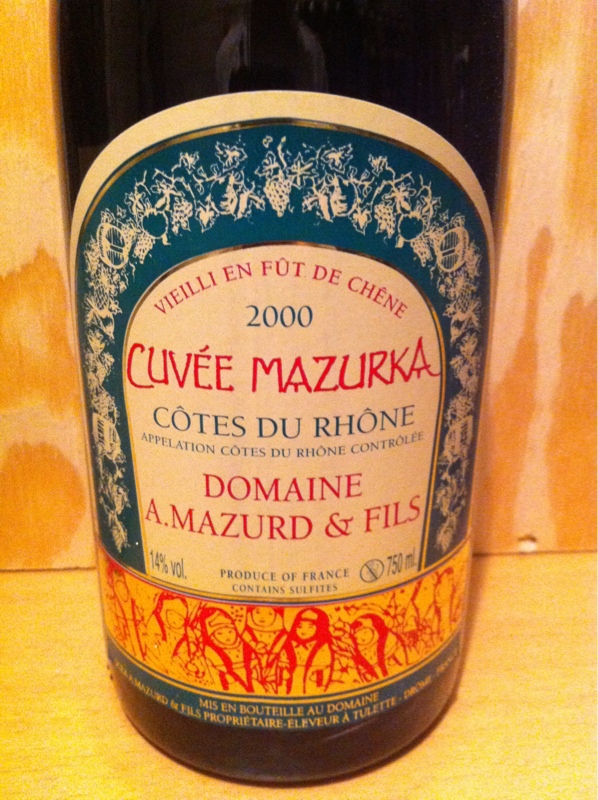 VIEILLI EN FÛT DE CHÊNE
2000
CUVÉE MAZURKA
CÔTES DU RHÔNE
APPELATION CÔTES DU RHÔNE CONTRÔLÉE
DOMAINE
A.MAZURD & FILS
14% vol.
PRODUCE OF FRANCE
750 ml
CONTAINS SULFITES
MIS EN BOUTEILLE AU DOMAINE
A.MAZURD & FILS PROPRIÉTAIRE-ÉLEVEUR À TULETTE - DRÔME - FRANCE